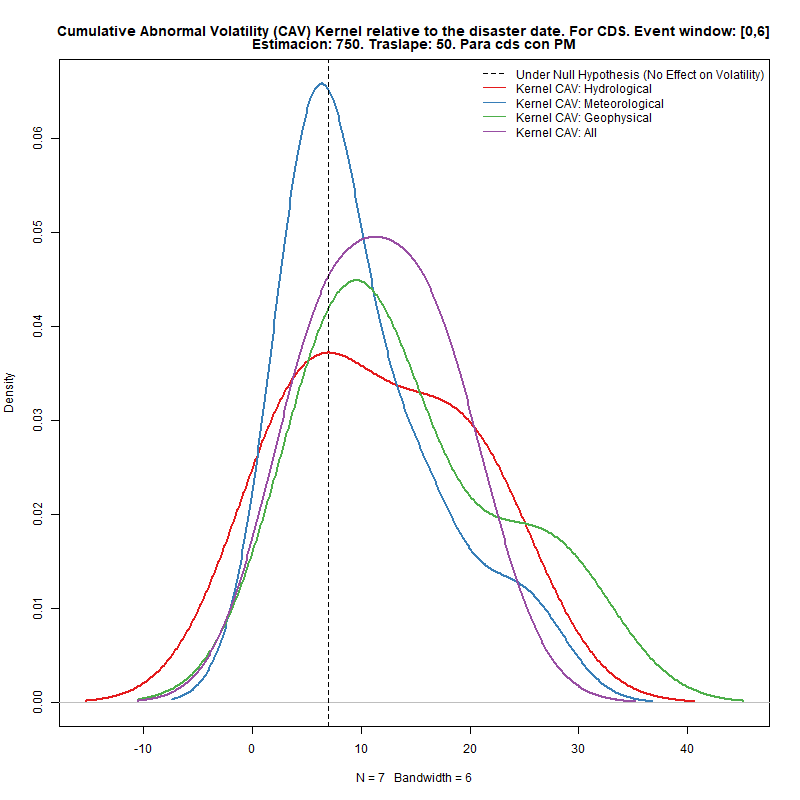 Cumulative Abnormal Volatility (CAV) Kernel relative to the disaster date. For CDS. Event window: [0,6]
Estimacion: 750. Traslape: 50. Para cds con PM
Under Null Hypothesis (No Effect on Volatility)
Kernel CAV: Hydrological
Kernel CAV: Meteorological
Kernel CAV: Geophysical
Kernel CAV: All
Density
0.06
0.05
0.04
0.03
0.02
0.01
0.00
-10 0 10 20 30 40
N = 7 Bandwidth = 6